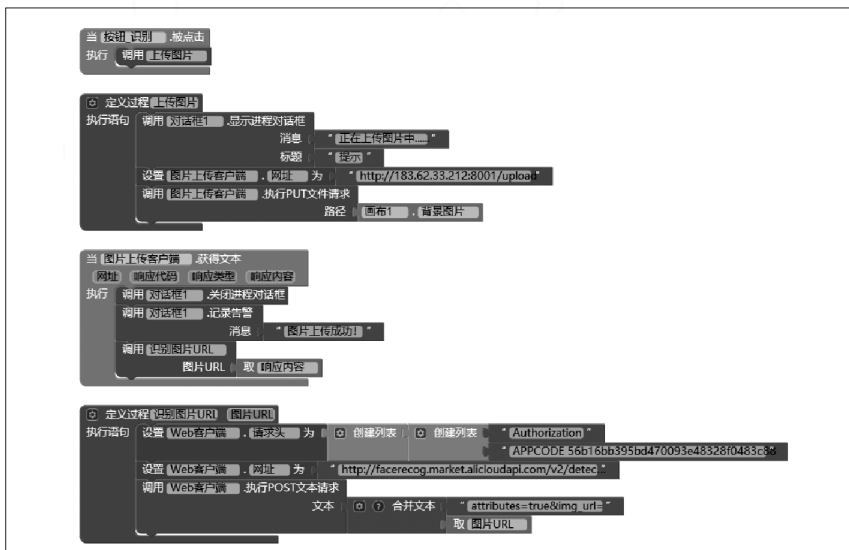 当 按钮_识别 .被点击
执行 调用 上传图片
定义过程 上传图片
执行语句 调用 对话框1 .显示进程对话框
消息 "正在上传图片中....."
标题 "提示"
设置 图片上传客户端 . 网址 为 "http://183.62.33.212:8001/upload"
调用 图片上传客户端 .执行PUT文件请求
路径 画布1 . 背景图片
当 图片上传客户端 .获得文本
网址 响应代码 响应类型 响应内容
执行 调用 对话框1 .关闭进程对话框
调用 对话框1 .记录告警
消息 "图片上传成功！"
调用 识别图片URL
图片URL 取 响应内容
定义过程 识别图片URL 图片URL
执行语句 设置 Web客户端 . 请求头 为 创建列表 创建列表 "Authorization"
"APPCODE 56b16bb395bd470093e48328f0483c88
设置 Web客户端 . 网址 为 "http://facerecog.market.alicloudapi.com/v2/detec..."
调用 Web客户端 .执行POST文本请求
文本 ? 合并文本 "attributes=true&img_url="
取 图片URL